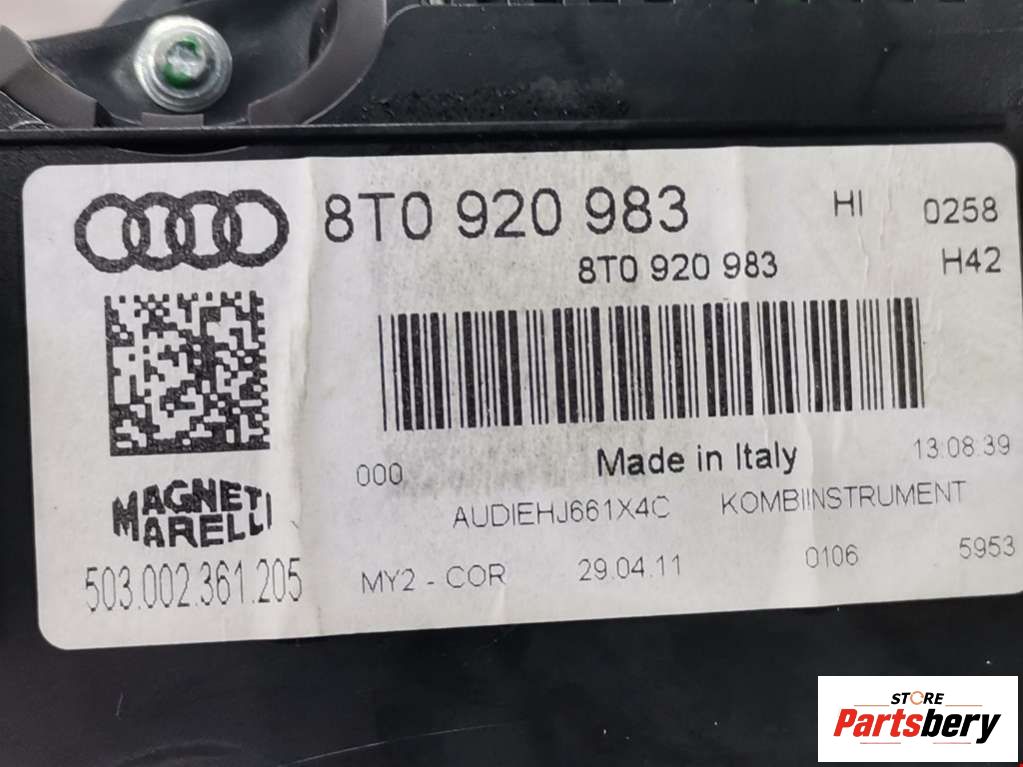 8T0 920 983 HI 0258
8T0 920 983 H42
000 Made in Italy 13:08:39
AUDIEHJ661X4C KOMBIINSTRUMENT
MAGNETI
MARELLI
503.002.361.205
MY2 - COR 29.04.11 0106 5953
STORE
Partsbery